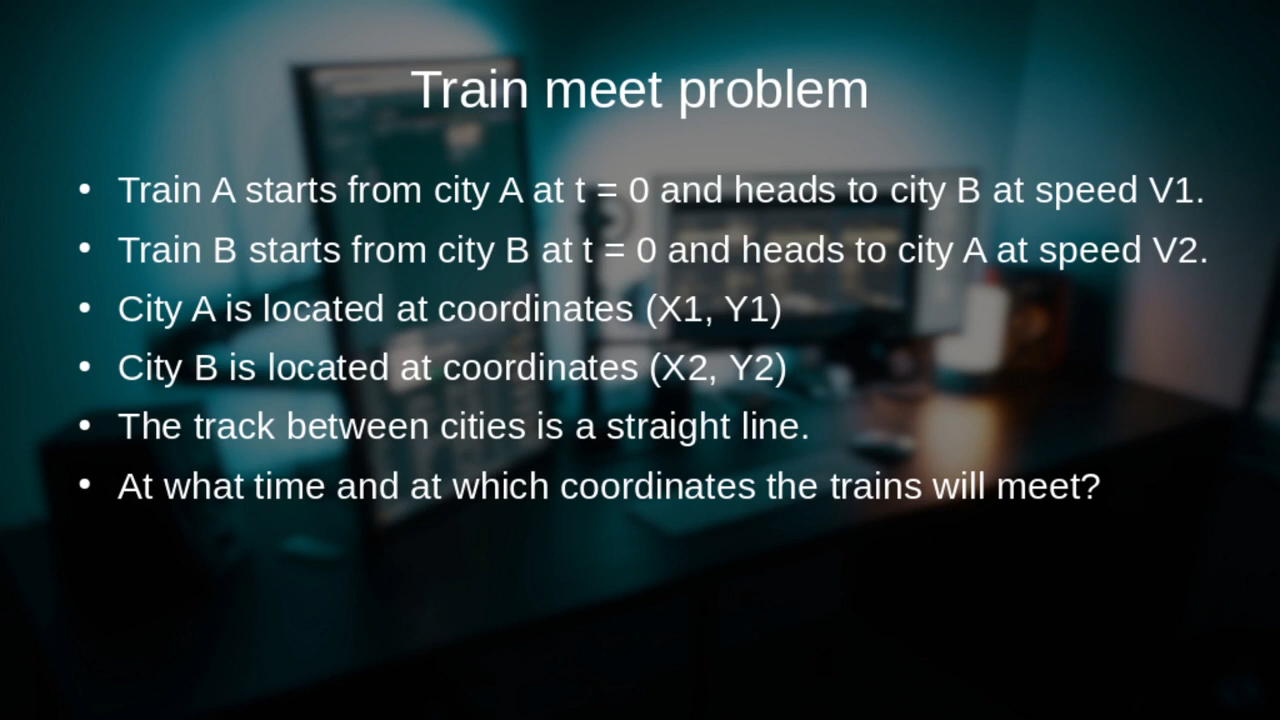 Train meet problem
• Train A starts from city A at t = 0 and heads to city B at speed V1.
• Train B starts from city B at t = 0 and heads to city A at speed V2.
• City A is located at coordinates (X1, Y1)
• City B is located at coordinates (X2, Y2)
• The track between cities is a straight line.
• At what time and at which coordinates the trains will meet?